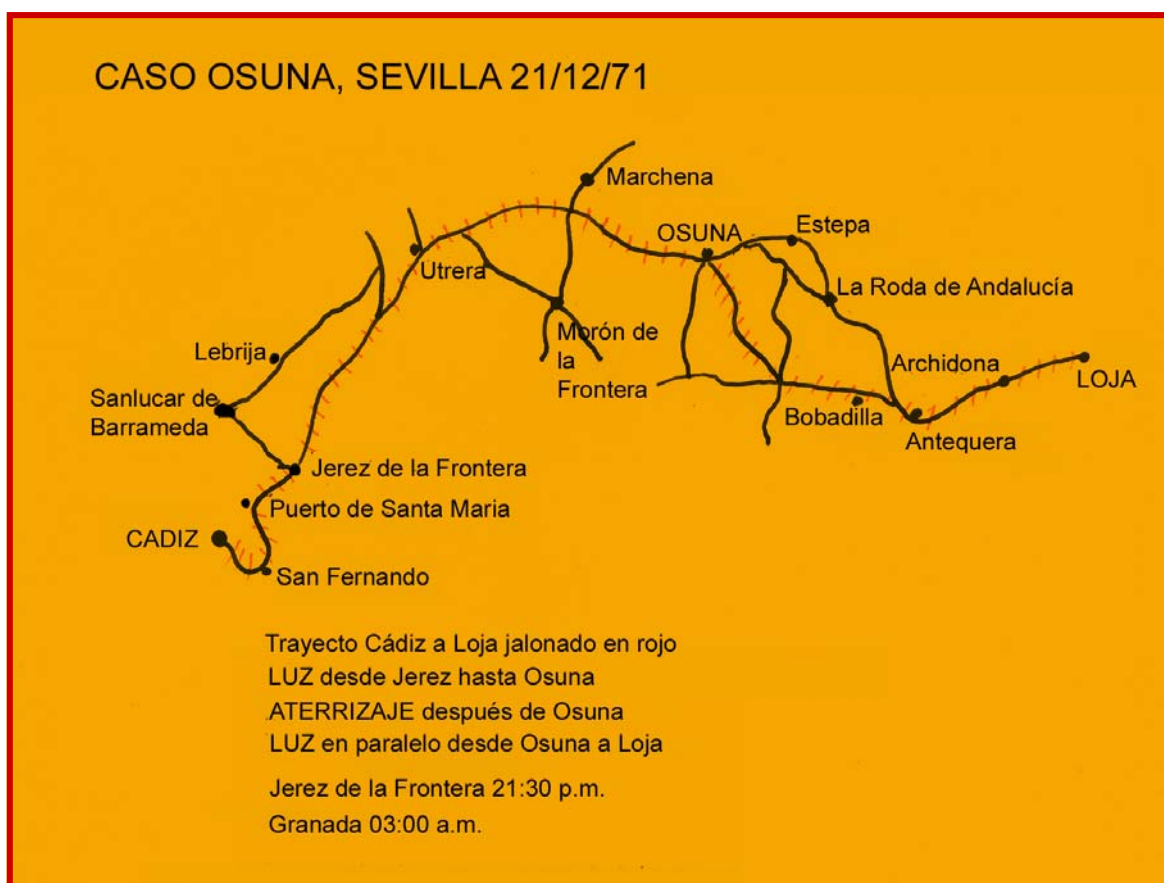 CASO OSUNA, SEVILLA 21/12/71
Marchena
OSUNA
Estepa
Utrera
La Roda de Andalucía
Morón de
la
Frontera
Lebrija
Archidona
LOJA
Sanlucar de
Barrameda
Bobadilla
Antequera
Jerez de la Frontera
Puerto de Santa Maria
CADIZ
San Fernando
Trayecto Cádiz a Loja jalonado en rojo
LUZ desde Jerez hasta Osuna
ATERRIZAJE después de Osuna
LUZ en paralelo desde Osuna a Loja
Jerez de la Frontera 21:30 p.m.
Granada 03:00 a.m.